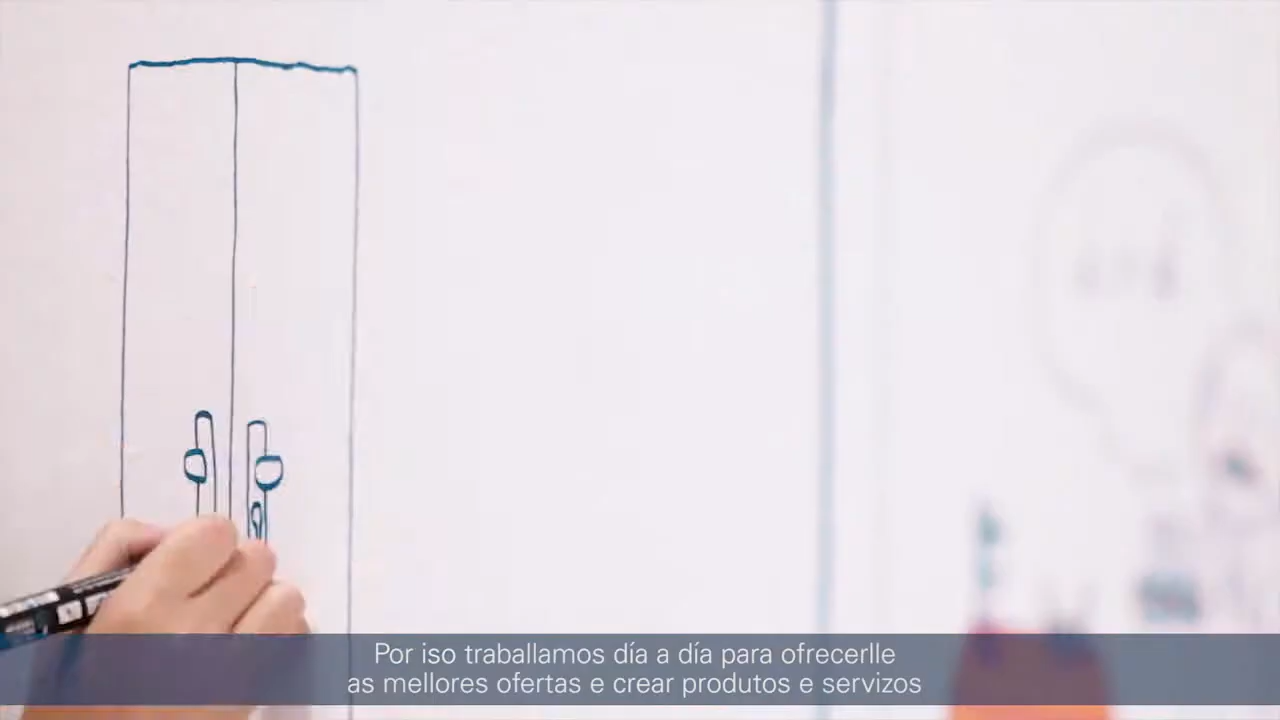 Por iso traballamos día a día para ofrecerlle
as mellores ofertas e crear produtos e servizos